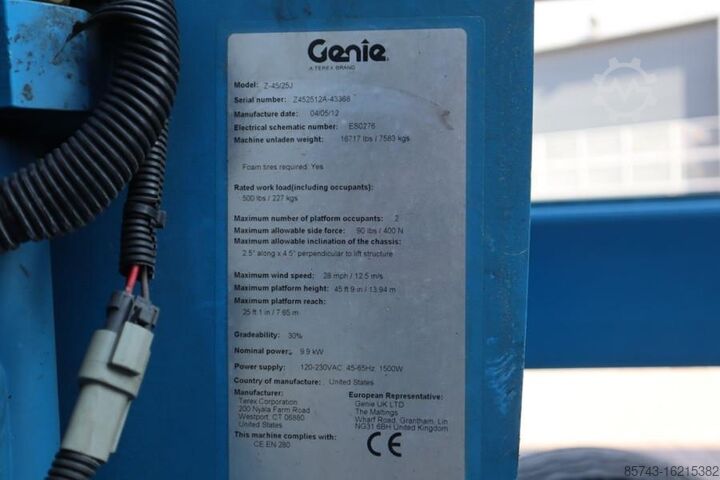 Genie
A TEREX BRAND
Model: Z-45/25J
Serial number: Z452512A-43368
Manufacture date: 04/05/12
Electrical schematic number: ES0276
Machine unladen weight: 16717 lbs / 7583 kgs
Foam tires required: Yes
Rated work load(including occupants):
500 lbs / 227 kgs
Maximum number of platform occupants: 2
Maximum allowable side force: 90 lbs / 400 N
Maximum allowable inclination of the chassis:
2.5° along x 4.5° perpendicular to lift structure
Maximum wind speed: 28 mph / 12.5 m/s
Maximum platform height: 45 ft 9 in / 13.94 m
Maximum platform reach:
25 ft 1 in / 7.65 m
Gradeability: 30%
Nominal power: 9.9 kW
Power supply: 120-230VAC 45-65Hz 1500W
Country of manufacture: United States
Manufacturer:
Terex Corporation
200 Nyala Farm Road
Westport, CT 06880
United States
This machine complies with:
CE EN 280
European Representative:
Genie UK LTD
The Maltings
Wharf Road, Grantham, Lin
NG31 6BH United Kingdom
CE
85743-16215382